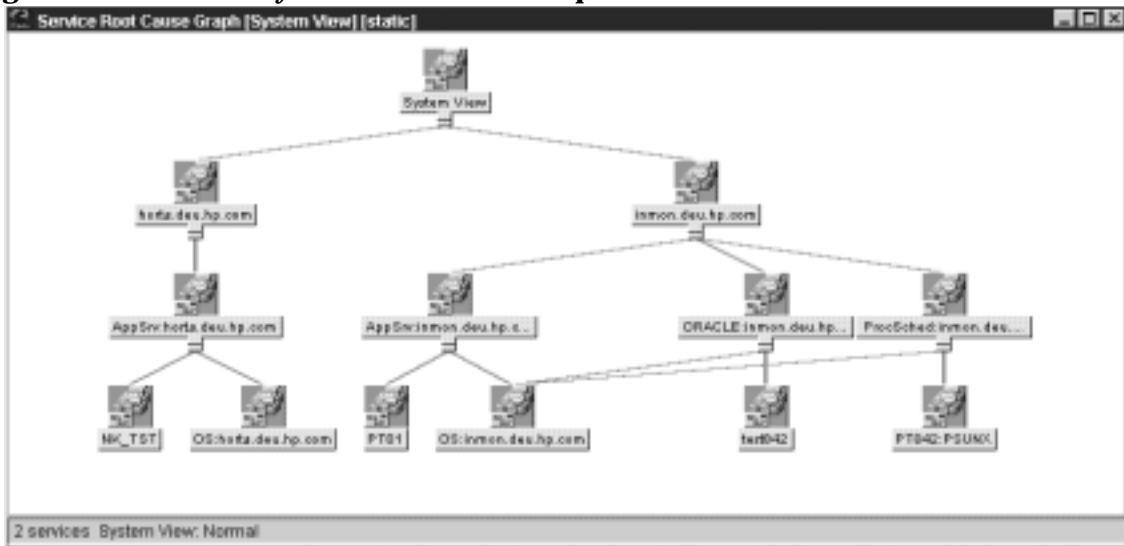 Service Root Cause Graph [System View] [static]
System View
horta.deu.hp.com
inmon.deu.hp.com
AppSrv:horta.deu.hp.com
AppSrv:inmon.deu.hp.c...
ORACLE:inmon.deu.hp...
ProcSched:inmon.deu....
NK_TST
OS:horta.deu.hp.com
PT81
OS:inmon.deu.hp.com
test842
PT842:PSUNX
2 services System View: Normal